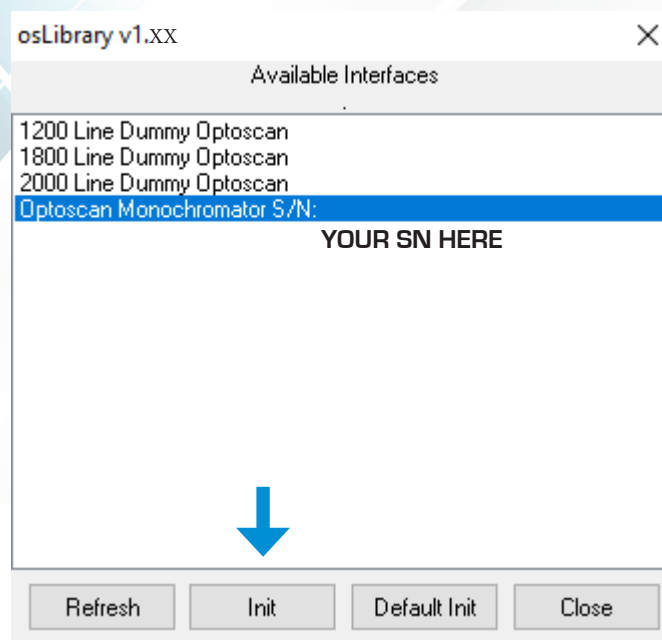 osLibrary v1.xx
Available Interfaces
.
1200 Line Dummy Optoscan
1800 Line Dummy Optoscan
2000 Line Dummy Optoscan
Optoscan Monochromator S/N:
YOUR SN HERE
Refresh Init Default Init Close